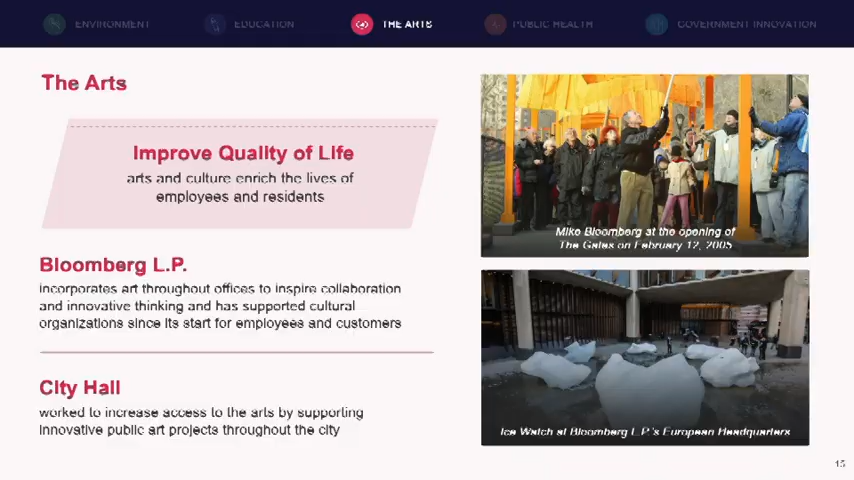 ENVIRONMENT
EDUCATION
THE ARTS
PUBLIC HEALTH
GOVERNMENT INNOVATION
The Arts
Improve Quality of Life
arts and culture enrich the lives of
employees and residents
Bloomberg L.P.
incorporates art throughout offices to inspire collaboration
and innovative thinking and has supported cultural
organizations since its start for employees and customers
City Hall
worked to increase access to the arts by supporting
innovative public art projects throughout the city
Mike Bloomberg at the opening of
The Gates on February 12, 2005
Ice Watch at Bloomberg L.P.'s European Headquarters
15